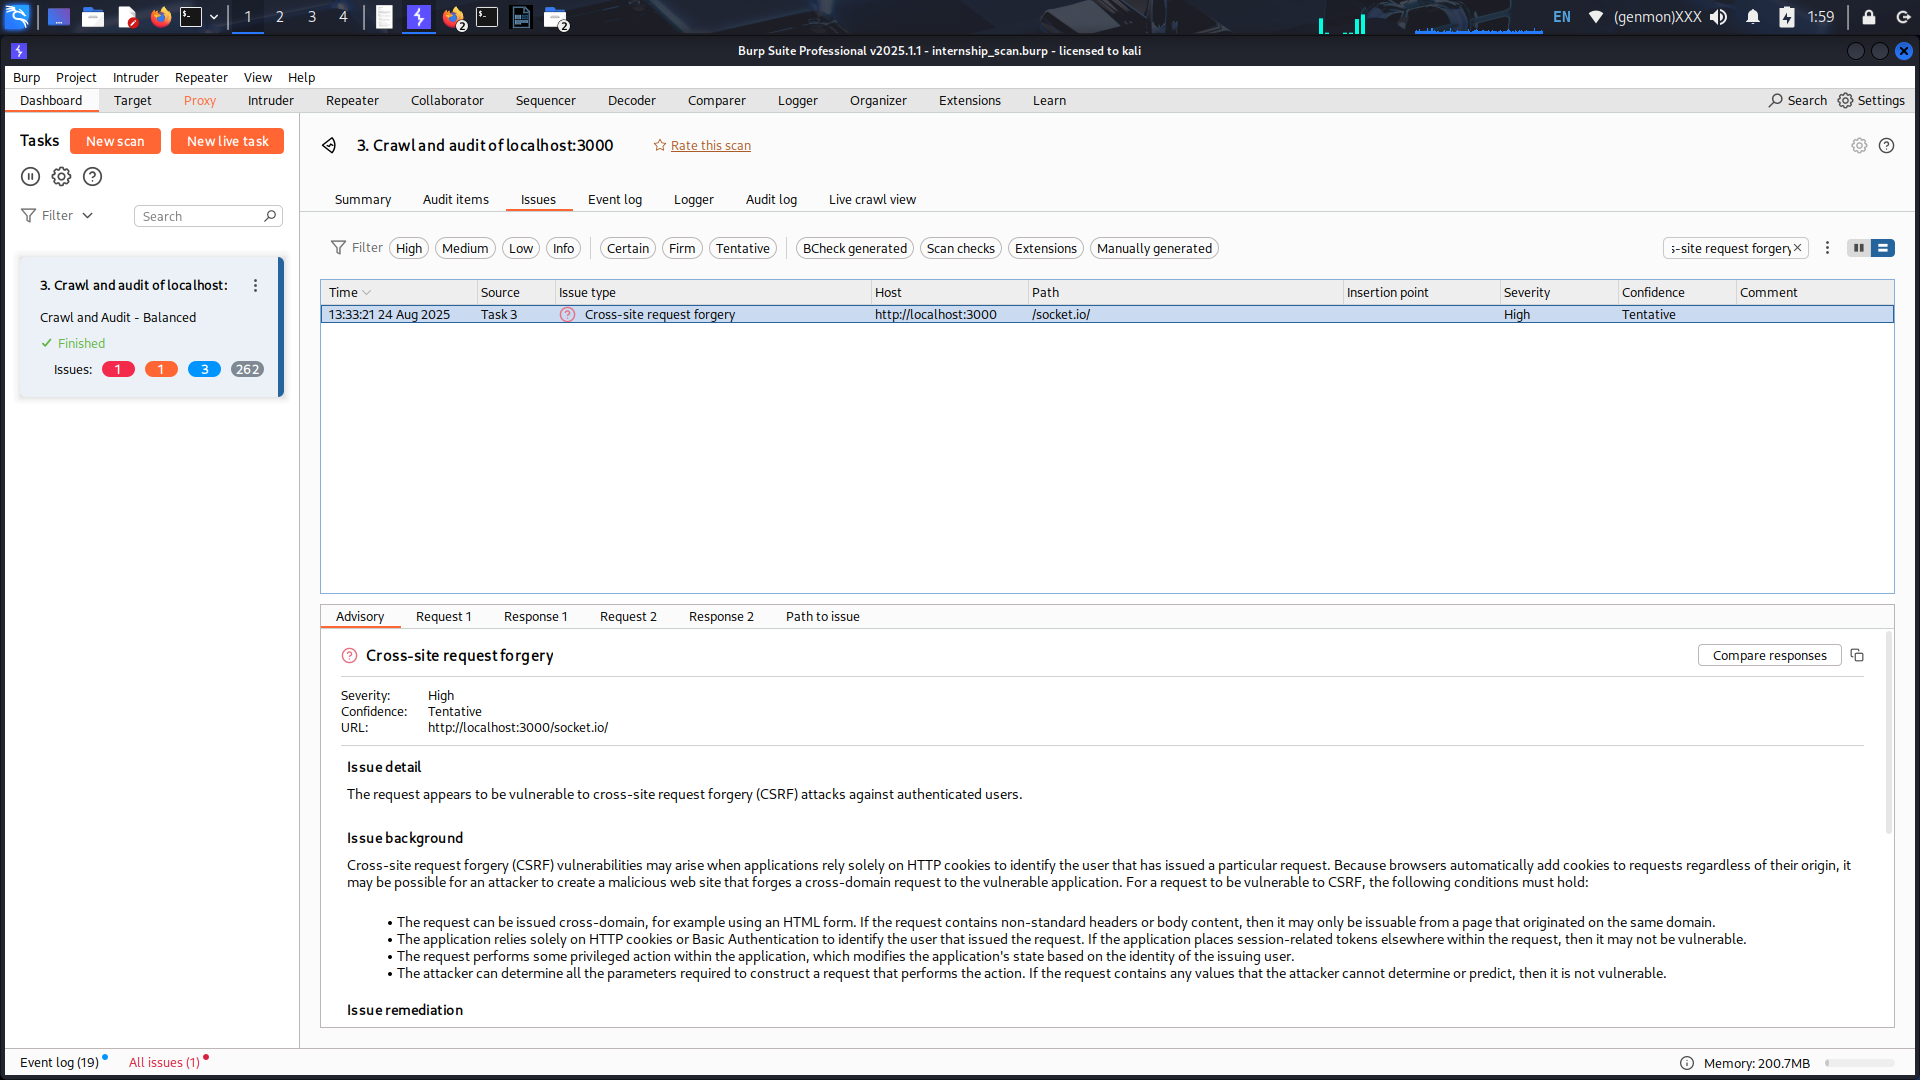 1 2 3 4 2 2 EN (genmon)XXX 1:59
Burp Suite Professional v2025.1.1 - internship_scan.burp - licensed to kali
Burp Project Intruder Repeater View Help
Dashboard Target Proxy Intruder Repeater Collaborator Sequencer Decoder Comparer Logger Organizer Extensions Learn Search Settings
Tasks New scan New live task
Filter Search
3. Crawl and audit of localhost:
Crawl and Audit - Balanced
Finished
Issues: 1 1 3 262
3. Crawl and audit of localhost:3000 Rate this scan
Summary Audit items Issues Event log Logger Audit log Live crawl view
Filter High Medium Low Info Certain Firm Tentative BCheck generated Scan checks Extensions Manually generated s-site request forgery
Time Source Issue type Host Path Insertion point Severity Confidence Comment
13:33:21 24 Aug 2025 Task 3 Cross-site request forgery http://localhost:3000 /socket.io/ High Tentative
Advisory Request 1 Response 1 Request 2 Response 2 Path to issue
Cross-site request forgery Compare responses
Severity: High
Confidence: Tentative
URL: http://localhost:3000/socket.io/
Issue detail
The request appears to be vulnerable to cross-site request forgery (CSRF) attacks against authenticated users.
Issue background
Cross-site request forgery (CSRF) vulnerabilities may arise when applications rely solely on HTTP cookies to identify the user that has issued a particular request. Because browsers automatically add cookies to requests regardless of their origin, it
may be possible for an attacker to create a malicious web site that forges a cross-domain request to the vulnerable application. For a request to be vulnerable to CSRF, the following conditions must hold:
• The request can be issued cross-domain, for example using an HTML form. If the request contains non-standard headers or body content, then it may only be issuable from a page that originated on the same domain.
• The application relies solely on HTTP cookies or Basic Authentication to identify the user that issued the request. If the application places session-related tokens elsewhere within the request, then it may not be vulnerable.
• The request performs some privileged action within the application, which modifies the application's state based on the identity of the issuing user.
• The attacker can determine all the parameters required to construct a request that performs the action. If the request contains any values that the attacker cannot determine or predict, then it is not vulnerable.
Issue remediation
Event log (19) All issues (1) Memory: 200.7MB